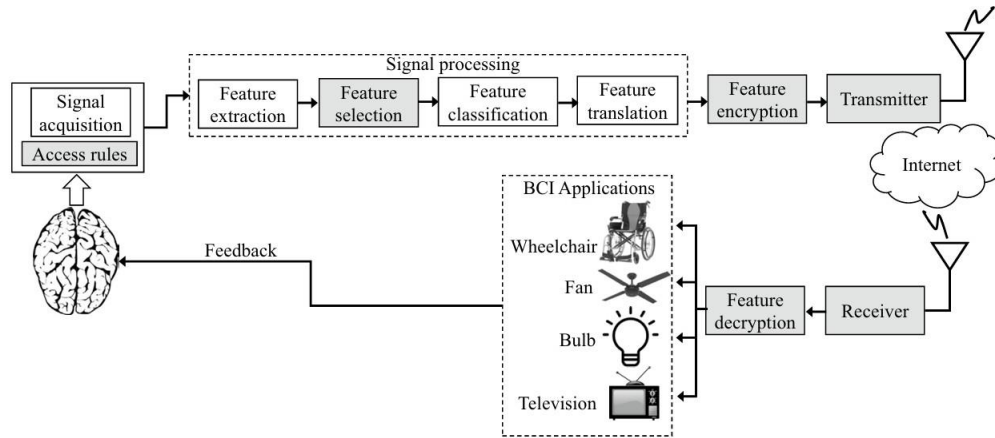 Signal processing
Signal
acquisition
Access rules
Feature
extraction
Feature
selection
Feature
classification
Feature
translation
Feature
encryption
Transmitter
Internet
BCI Applications
Wheelchair
Fan
Bulb
Television
Feature
decryption
Receiver
Feedback